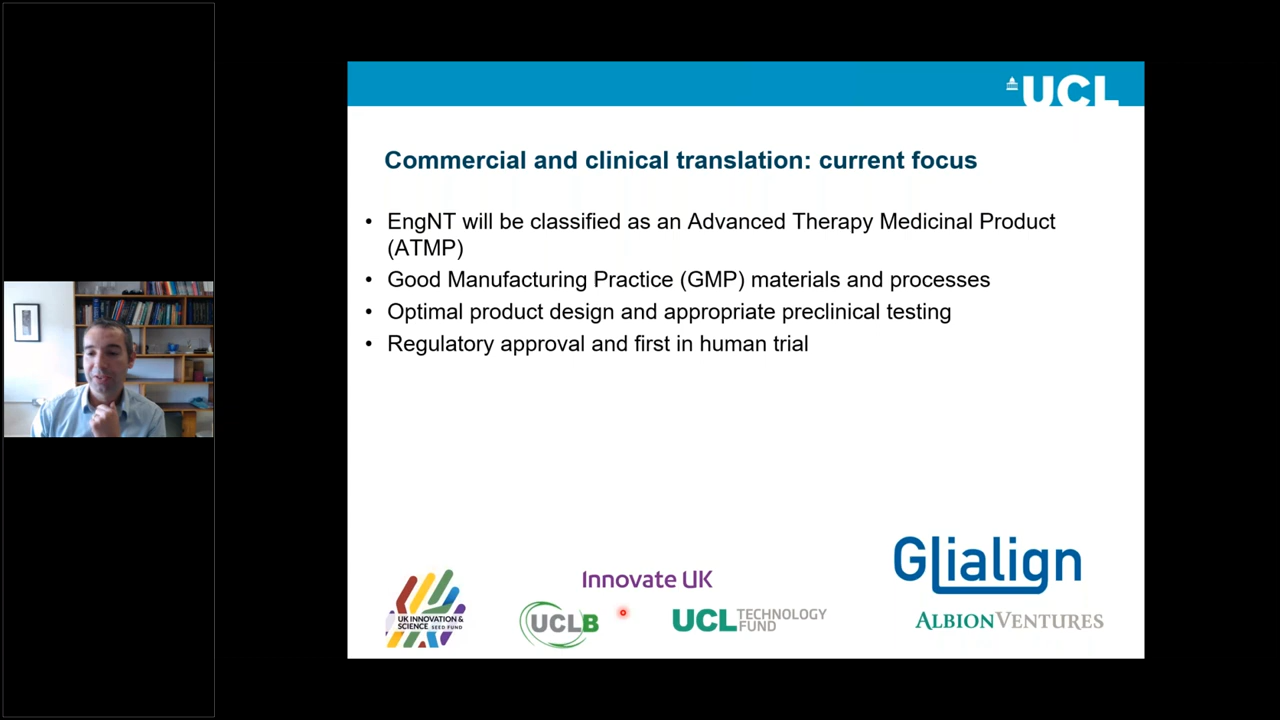 UCL
Commercial and clinical translation: current focus
• EngNT will be classified as an Advanced Therapy Medicinal Product
(ATMP)
• Good Manufacturing Practice (GMP) materials and processes
• Optimal product design and appropriate preclinical testing
• Regulatory approval and first in human trial
Glialign
Innovate UK
UK INNOVATION &
SCIENCE SEED FUND
UCLB
UCL TECHNOLOGY
FUND
ALBIONVENTURES